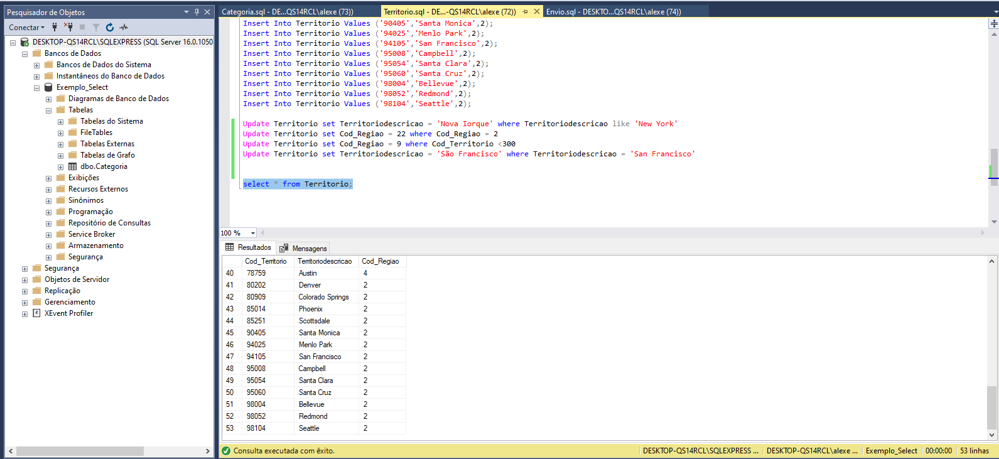 Pesquisador de Objetos
Conectar
DESKTOP-QS14RCL\SQLEXPRESS (SQL Server 16.0.1050
Bancos de Dados
Bancos de Dados do Sistema
Instantâneos do Banco de Dados
Exemplo_Select
Diagramas de Banco de Dados
Tabelas
Tabelas do Sistema
FileTables
Tabelas Externas
Tabelas de Grafo
dbo.Categoria
Exibições
Recursos Externos
Sinônimos
Programação
Repositório de Consultas
Service Broker
Armazenamento
Segurança
Segurança
Objetos de Servidor
Replicação
Gerenciamento
XEvent Profiler
Categoria.sql - DE...QS14RCL\alexe (73))
Territorio.sql - DE...-QS14RCL\alexe (72))
Envio.sql - DESKTO...QS14RCL\alexe (74))
Insert Into Territorio Values ('90405','Santa Monica',2);
Insert Into Territorio Values ('94025','Menlo Park',2);
Insert Into Territorio Values ('94105','San Francisco',2);
Insert Into Territorio Values ('95008','Campbell',2);
Insert Into Territorio Values ('95054','Santa Clara',2);
Insert Into Territorio Values ('95060','Santa Cruz',2);
Insert Into Territorio Values ('98004','Bellevue',2);
Insert Into Territorio Values ('98052','Redmond',2);
Insert Into Territorio Values ('98104','Seattle',2);
Update Territorio set Territoriodescricao = 'Nova Iorque' where Territoriodescricao like 'New York'
Update Territorio set Cod_Regiao = 22 where Cod_Regiao = 2
Update Territorio set Cod_Regiao = 9 where Cod_Territorio <300
Update Territorio set Territoriodescricao = 'São Francisco' where Territoriodescricao = 'San Francisco'
select * from Territorio;
100 %
Resultados Mensagens
Cod_Territorio Territoriodescricao Cod_Regiao
40 78759 Austin 4
41 80202 Denver 2
42 80909 Colorado Springs 2
43 85014 Phoenix 2
44 85251 Scottsdale 2
45 90405 Santa Monica 2
46 94025 Menlo Park 2
47 94105 San Francisco 2
48 95008 Campbell 2
49 95054 Santa Clara 2
50 95060 Santa Cruz 2
51 98004 Bellevue 2
52 98052 Redmond 2
53 98104 Seattle 2
Consulta executada com êxito.
DESKTOP-QS14RCL\SQLEXPRESS ... DESKTOP-QS14RCL\alexe ... Exemplo_Select 00:00:00 53 linhas